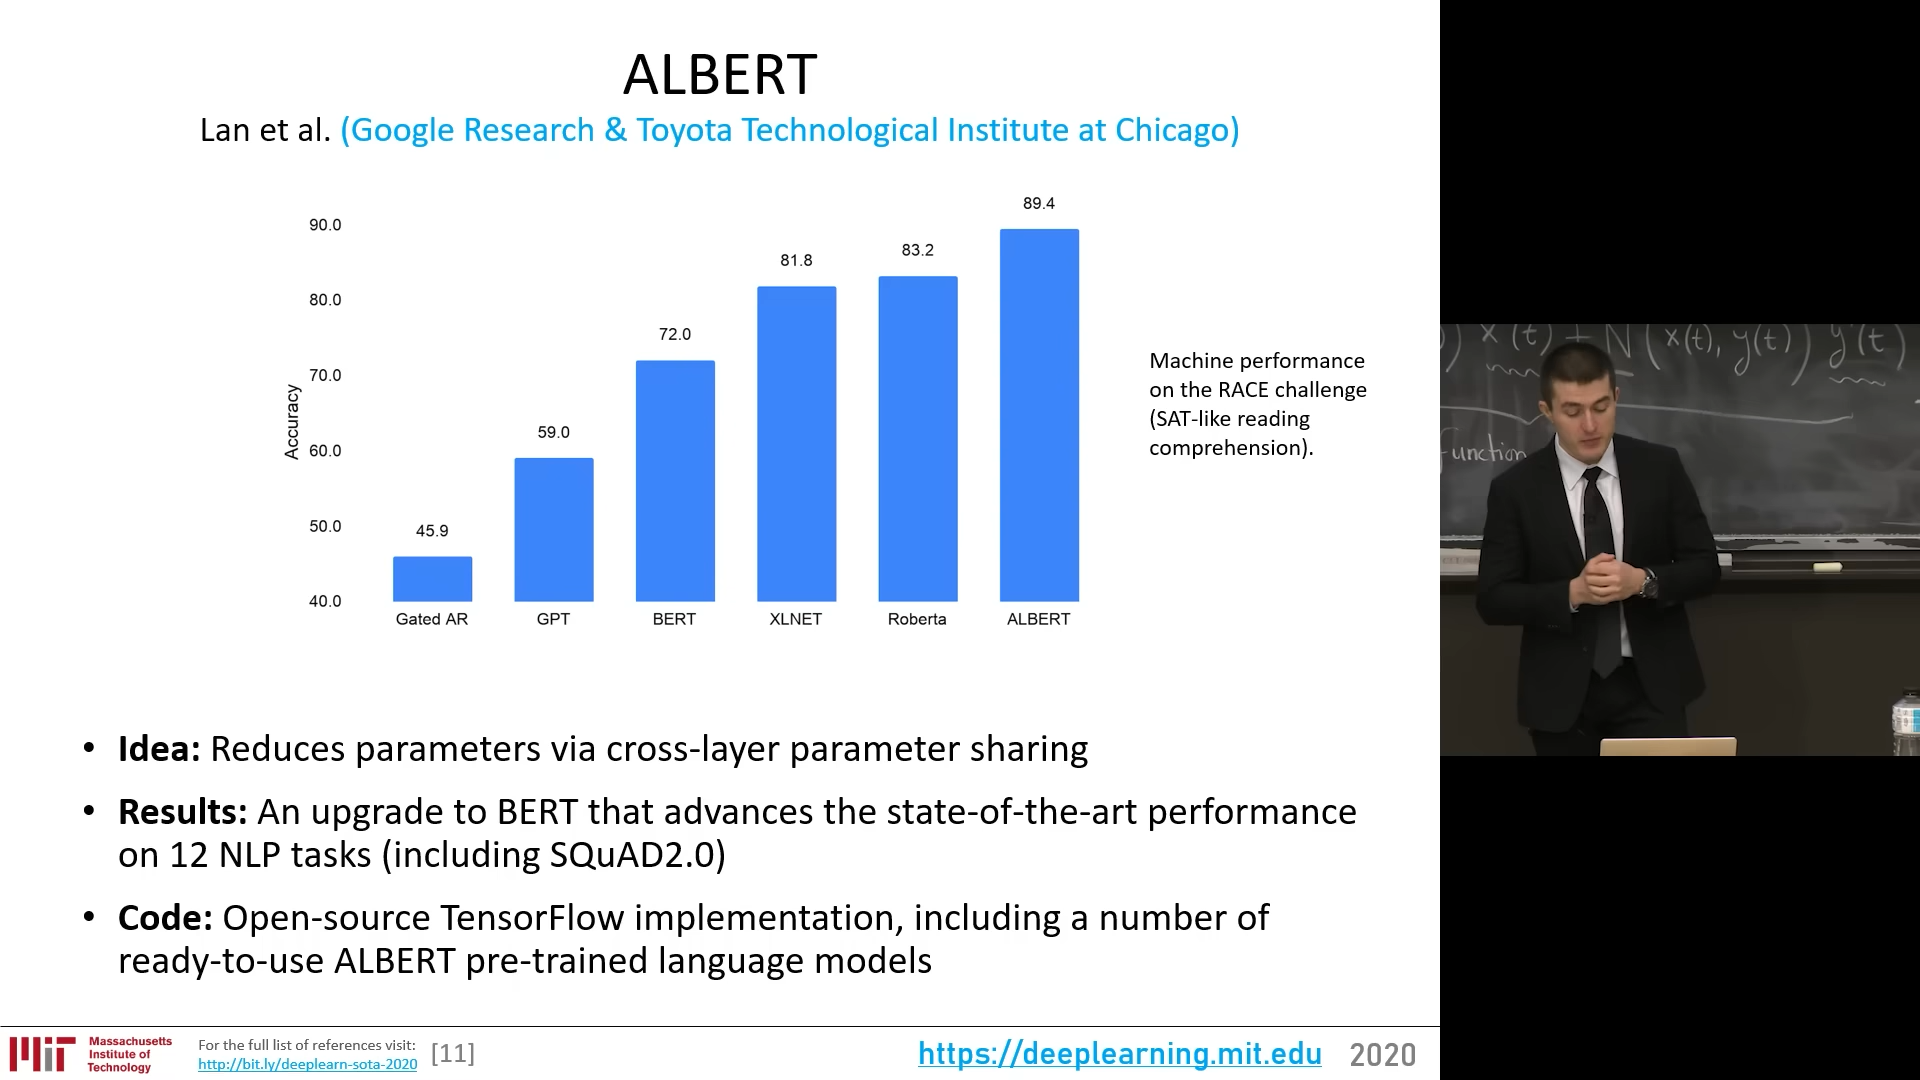 ALBERT
Lan et al. (Google Research & Toyota Technological Institute at Chicago)
Accuracy
90.0
80.0
70.0
60.0
50.0
40.0
45.9
59.0
72.0
81.8
83.2
89.4
Gated AR
GPT
BERT
XLNET
Roberta
ALBERT
Machine performance
on the RACE challenge
(SAT-like reading
comprehension).
• Idea: Reduces parameters via cross-layer parameter sharing
• Results: An upgrade to BERT that advances the state-of-the-art performance
on 12 NLP tasks (including SQuAD2.0)
• Code: Open-source TensorFlow implementation, including a number of
ready-to-use ALBERT pre-trained language models
MIT
Massachusetts
Institute of
Technology
For the full list of references visit:
http://bit.ly/deeplearn-sota-2020
[11]
https://deeplearning.mit.edu
2020
) x(t) + N(x(t), y(t)) y'(t)
function